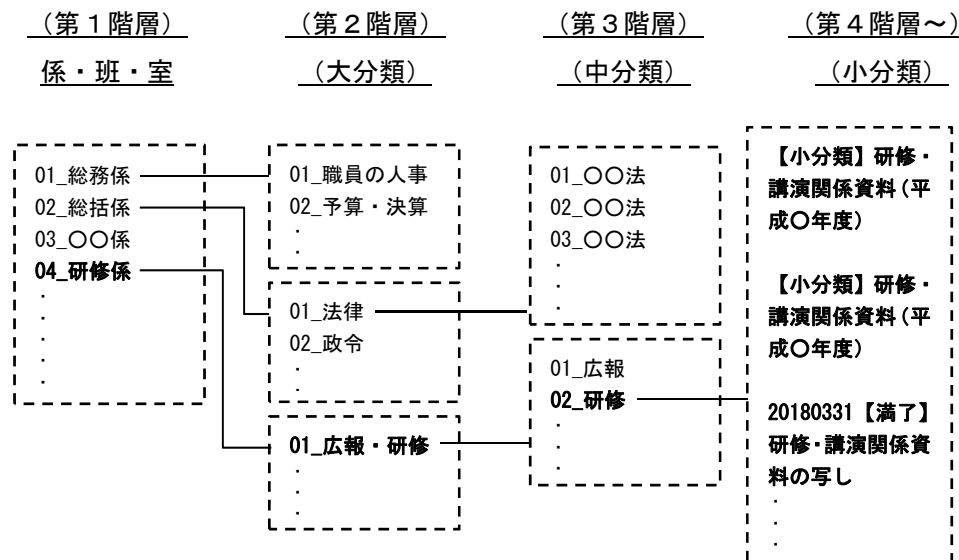 （第１階層）
係・班・室
（第２階層）
（大分類）
（第３階層）
（中分類）
（第４階層～）
（小分類）
01_総務係
02_総括係
03_〇〇係
04_研修係
・
・
・
・
01_職員の人事
02_予算・決算
・
・
01_法律
02_政令
・
・
01_広報・研修
・
・
・
01_〇〇法
02_〇〇法
03_〇〇法
・
・
・
01_広報
02_研修
・
・
・
【小分類】研修・
講演関係資料（平
成〇年度）
【小分類】研修・
講演関係資料（平
成〇年度）
20180331【満了】
研修・講演関係資
料の写し
・
・
・